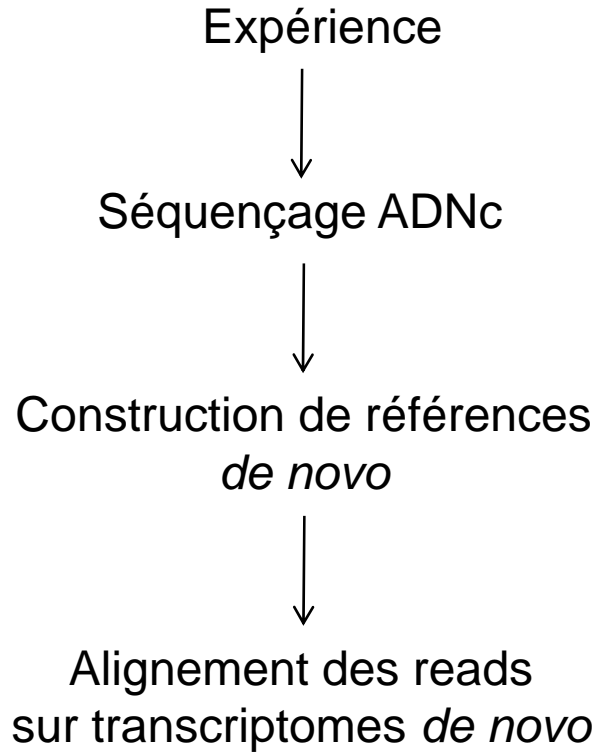 Expérience
Séquençage ADNc
Construction de références
de novo
Alignement des reads
sur transcriptomes de novo